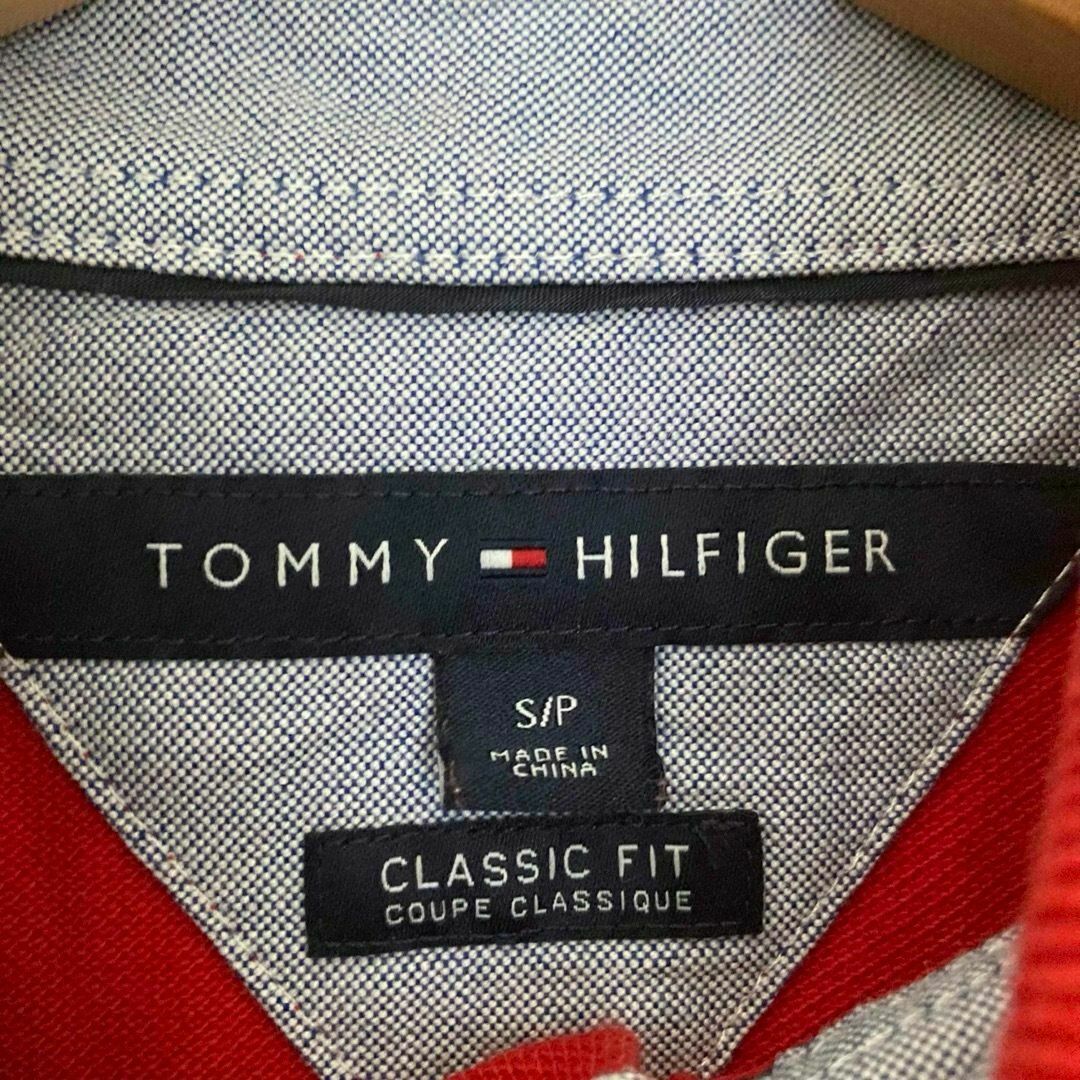 TOMMY HILFIGER
S/P
MADE IN
CHINA
CLASSIC FIT
COUPE CLASSIQUE